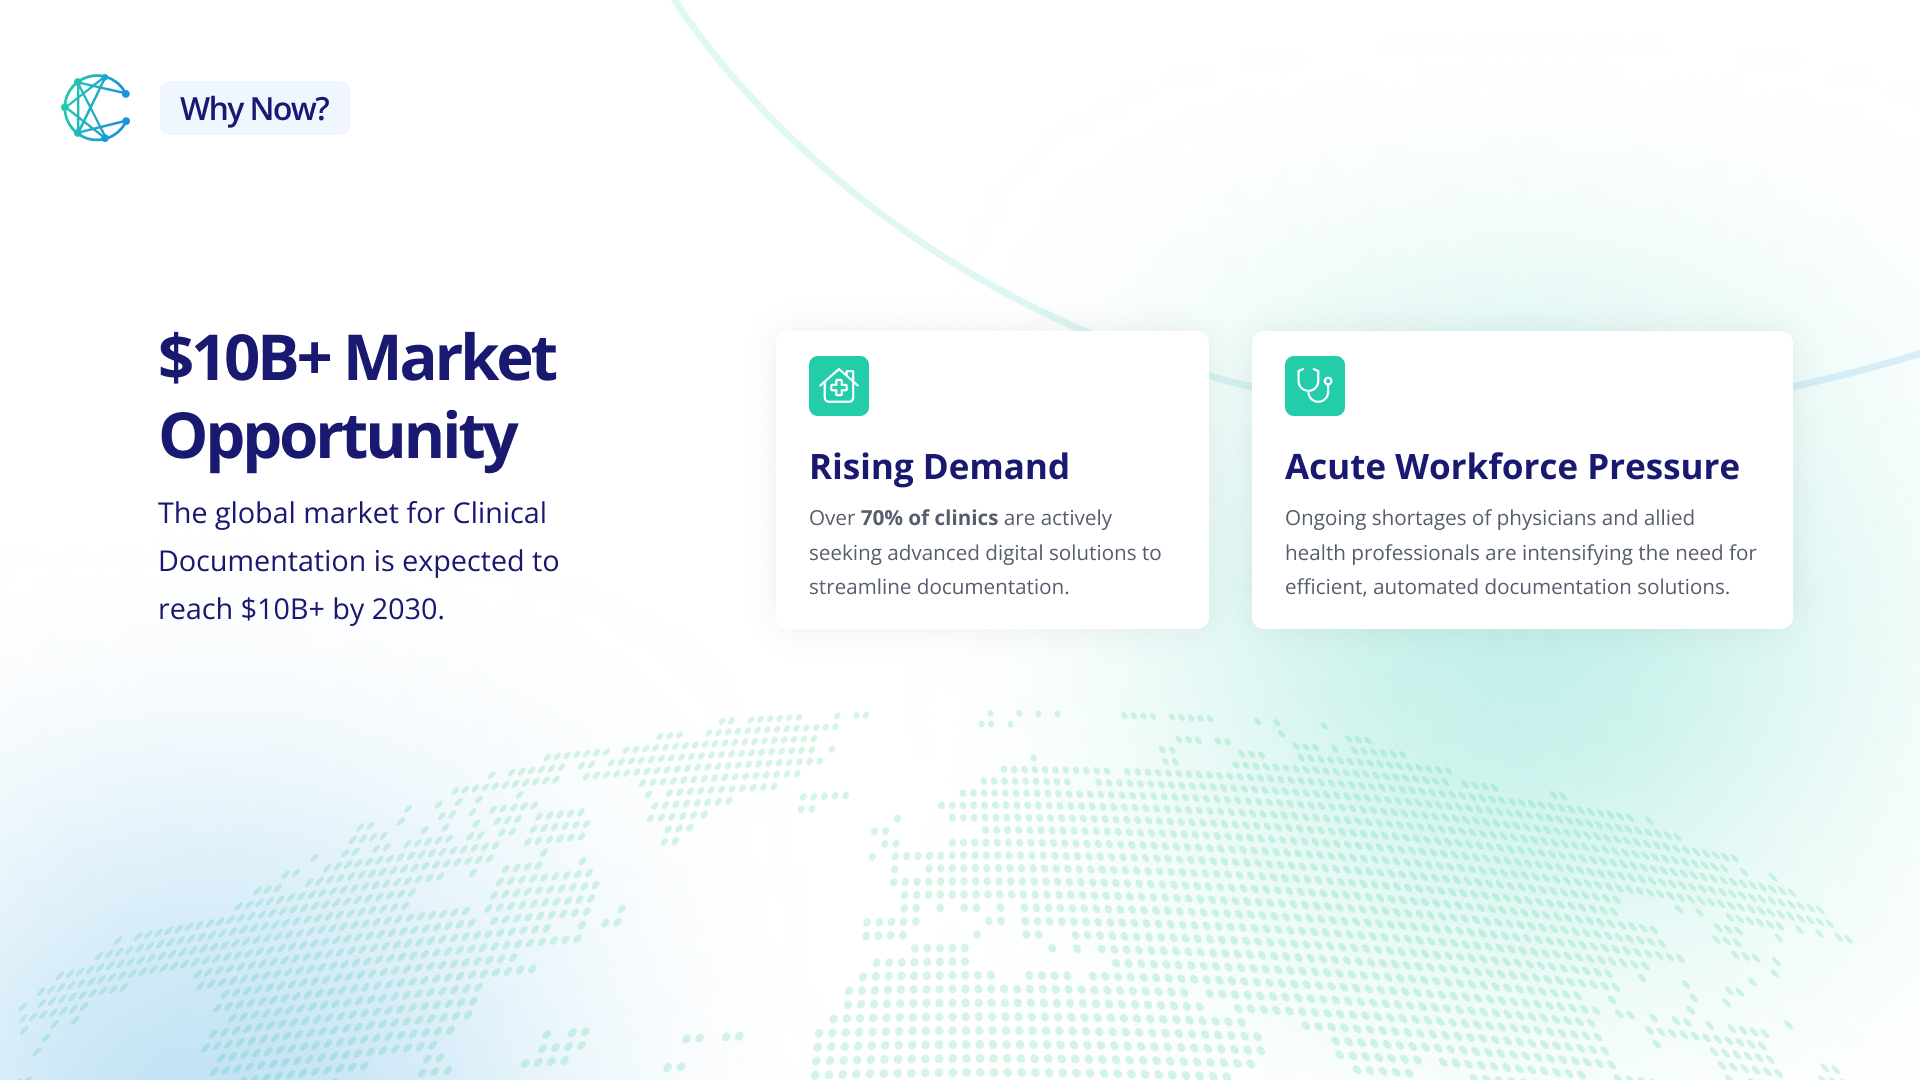 Why Now?
$10B+ Market
Opportunity
The global market for Clinical
Documentation is expected to
reach $10B+ by 2030.
Rising Demand
Over 70% of clinics are actively
seeking advanced digital solutions to
streamline documentation.
Acute Workforce Pressure
Ongoing shortages of physicians and allied
health professionals are intensifying the need for
efficient, automated documentation solutions.